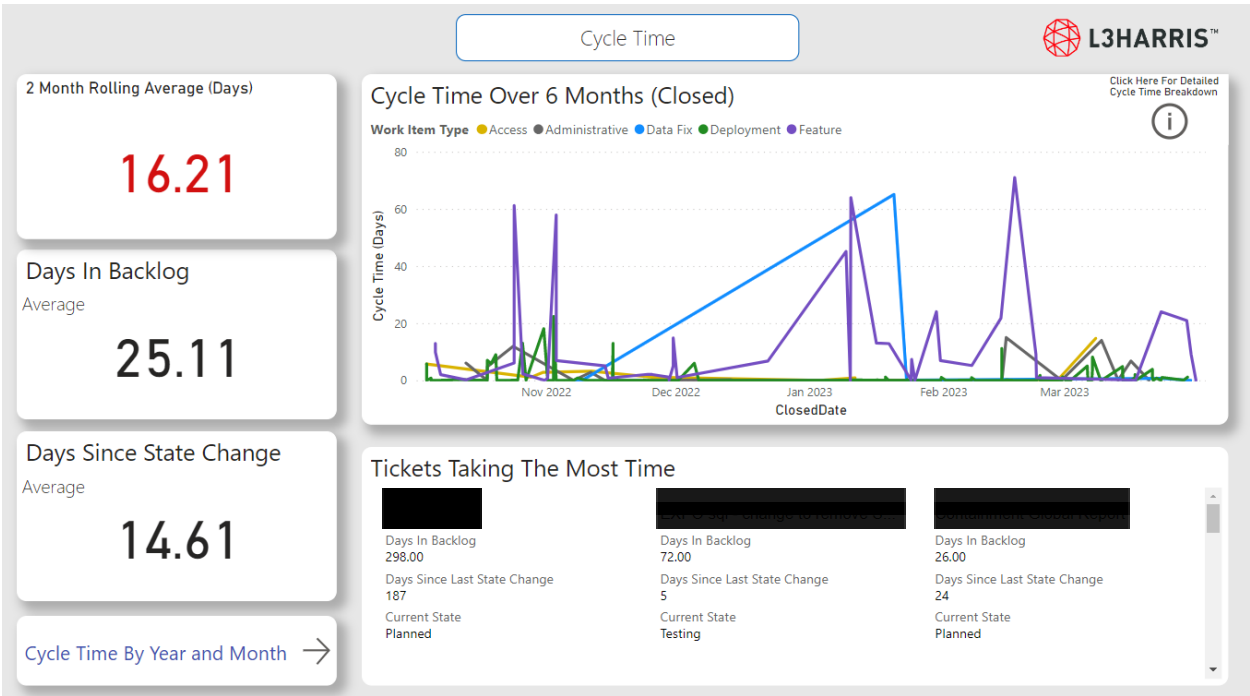 Cycle Time
L3HARRIS™
2 Month Rolling Average (Days)
16.21
Days In Backlog
Average
25.11
Days Since State Change
Average
14.61
Cycle Time By Year and Month
Cycle Time Over 6 Months (Closed)
Click Here For Detailed
Cycle Time Breakdown
i
Work Item Type Access Administrative Data Fix Deployment Feature
Cycle Time (Days)
80
60
40
20
0
Nov 2022 Dec 2022 Jan 2023 Feb 2023 Mar 2023
ClosedDate
Tickets Taking The Most Time
Days In Backlog
298.00
Days Since Last State Change
187
Current State
Planned
Days In Backlog
72.00
Days Since Last State Change
5
Current State
Testing
Days In Backlog
26.00
Days Since Last State Change
24
Current State
Planned